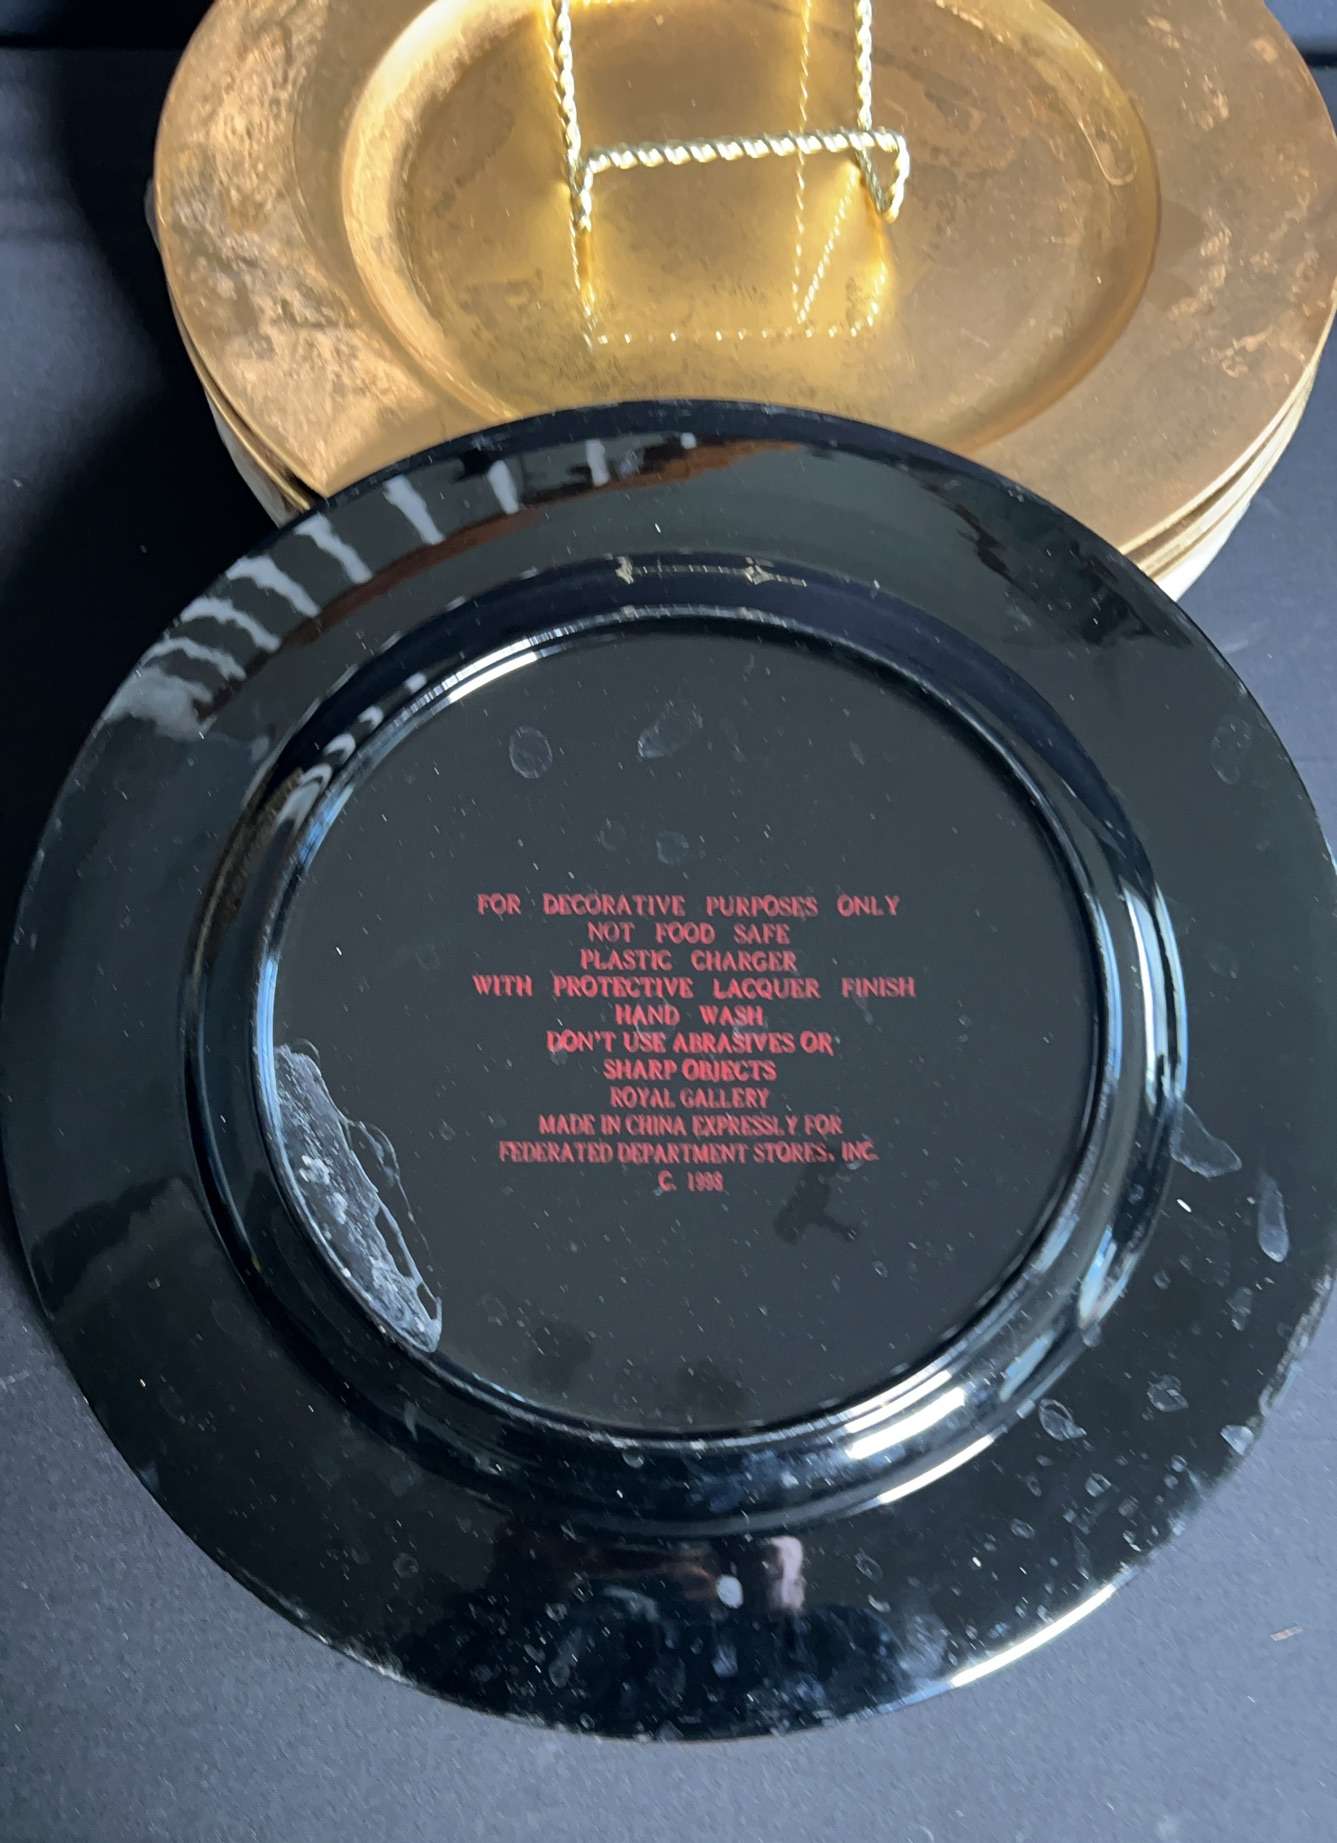 FOR DECORATIVE PURPOSES ONLY
NOT FOOD SAFE
PLASTIC CHARGER
WITH PROTECTIVE LACQUER FINISH
HAND WASH
DON'T USE ABRASIVES OR
SHARP OBJECTS
ROYAL GALLERY
MADE IN CHINA EXPRESSLY FOR
FEDERATED DEPARTMENT STORES, INC.
C. 1998